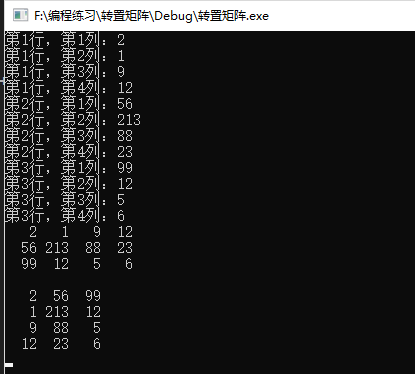 F:\编程练习\转置矩阵\Debug\转置矩阵.exe
第1行，第1列：2
第1行，第2列：1
第1行，第3列：9
第1行，第4列：12
第2行，第1列：56
第2行，第2列：213
第2行，第3列：88
第2行，第4列：23
第3行，第1列：99
第3行，第2列：12
第3行，第3列：5
第3行，第4列：6
2 1 9 12
56 213 88 23
99 12 5 6
2 56 99
1 213 12
9 88 5
12 23 6